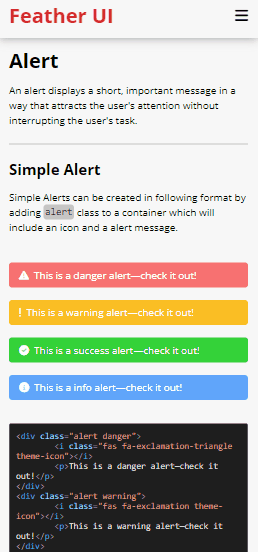 Feather UI
Alert
An alert displays a short, important message in a
way that attracts the user's attention without
interrupting the user's task.
Simple Alert
Simple Alerts can be created in following format by
adding alert class to a container which will
include an icon and a alert message.
This is a danger alert—check it out!
This is a warning alert—check it out!
This is a success alert—check it out!
This is a info alert—check it out!
<div class="alert danger">
<i class="fas fa-exclamation-triangle
theme-icon"></i>
<p>This is a danger alert—check it
out!</p>
</div>
<div class="alert warning">
<i class="fas fa-exclamation theme-
icon"></i>
<p>This is a warning alert—check it
out!</p>
</div>